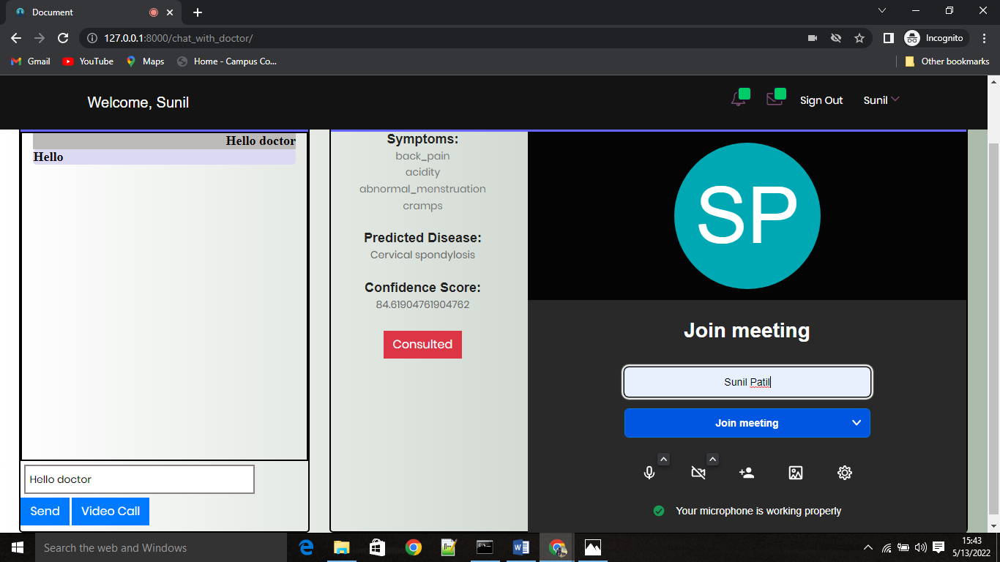 Document
127.0.0.1:8000/chat_with_doctor/
Incognito
Gmail
YouTube
Maps
Home - Campus Co...
Other bookmarks
Welcome, Sunil
Sign Out
Sunil
Hello doctor
Hello
Hello doctor
Send
Video Call
Symptoms:
back_pain
acidity
abnormal_menstruation
cramps
Predicted Disease:
Cervical spondylosis
Confidence Score:
84.61904761904762
Consulted
SP
Join meeting
Sunil Patil
Join meeting
Your microphone is working properly
Search the web and Windows
15:43
5/13/2022